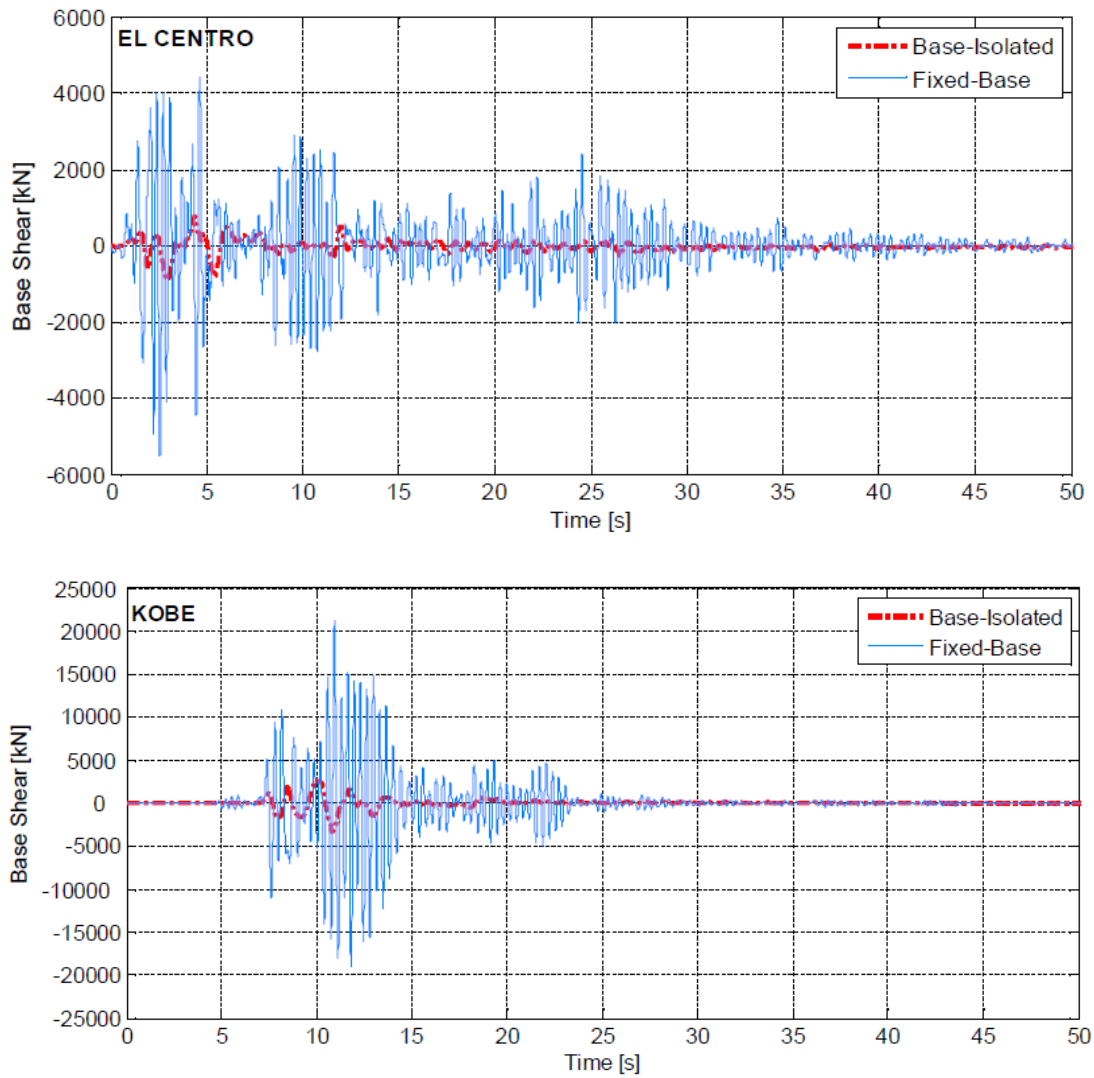 EL CENTRO
Base-Isolated
Fixed-Base
Base Shear [kN]
6000
4000
2000
0
-2000
-4000
-6000
0 5 10 15 20 25 30 35 40 45 50
Time [s]
KOBE
Base-Isolated
Fixed-Base
Base Shear [kN]
25000
20000
15000
10000
5000
0
-5000
-10000
-15000
-20000
-25000
0 5 10 15 20 25 30 35 40 45 50
Time [s]